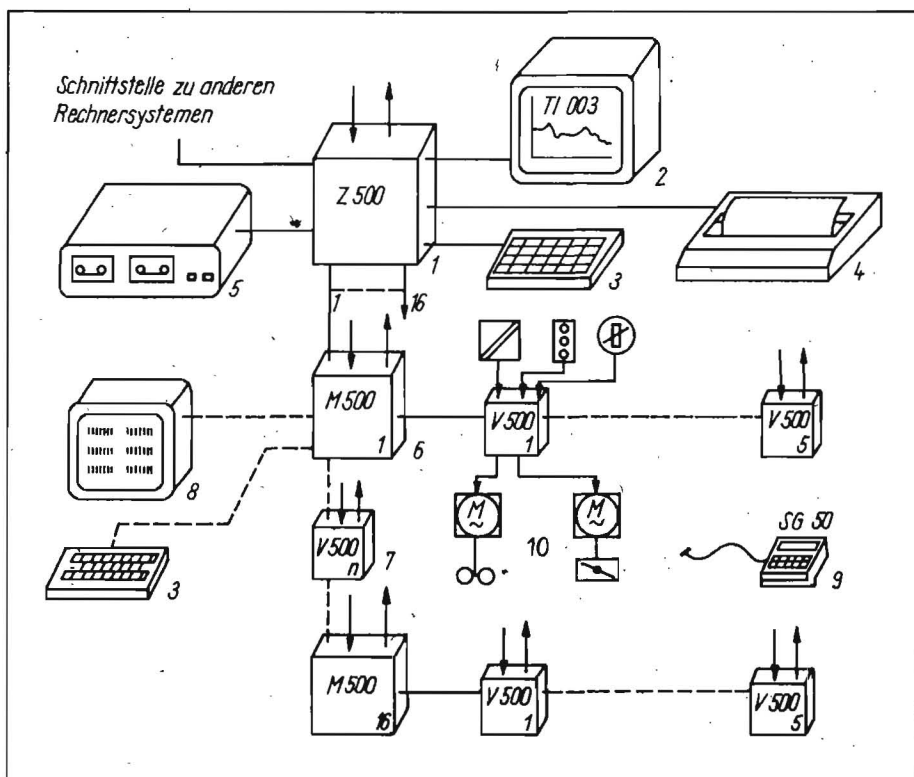 Schnittstelle zu anderen
Rechnersystemen
TI 003
2
Z 500
1
5
3
4
1
16
M 500
1
6
V 500
1
V 500
5
8
M
~
M
~
10
SG 50
9
3
V 500
n
7
M 500
16
V 500
1
V 500
5